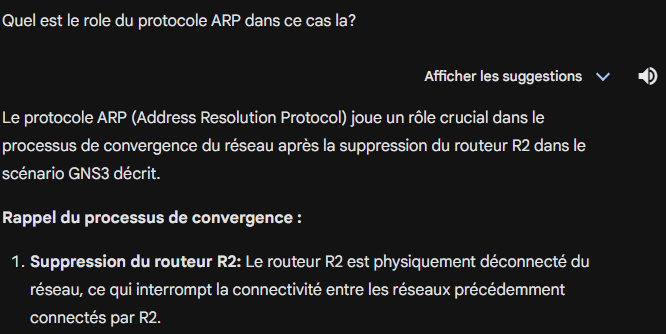 Quel est le role du protocole ARP dans ce cas la?
Afficher les suggestions
Le protocole ARP (Address Resolution Protocol) joue un rôle crucial dans le
processus de convergence du réseau après la suppression du routeur R2 dans le
scénario GNS3 décrit.
Rappel du processus de convergence :
1. Suppression du routeur R2: Le routeur R2 est physiquement déconnecté du
réseau, ce qui interrompt la connectivité entre les réseaux précédemment
connectés par R2.